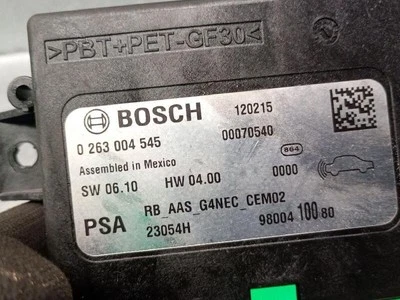 >PBT+PET-GF30<
BOSCH 120215
0 263 004 545 00070540
Assembled in Mexico 864
SW 06.10 HW 04.00 0000
RB_AAS_G4NEC_CEM02
PSA 23054H 98004 100 80